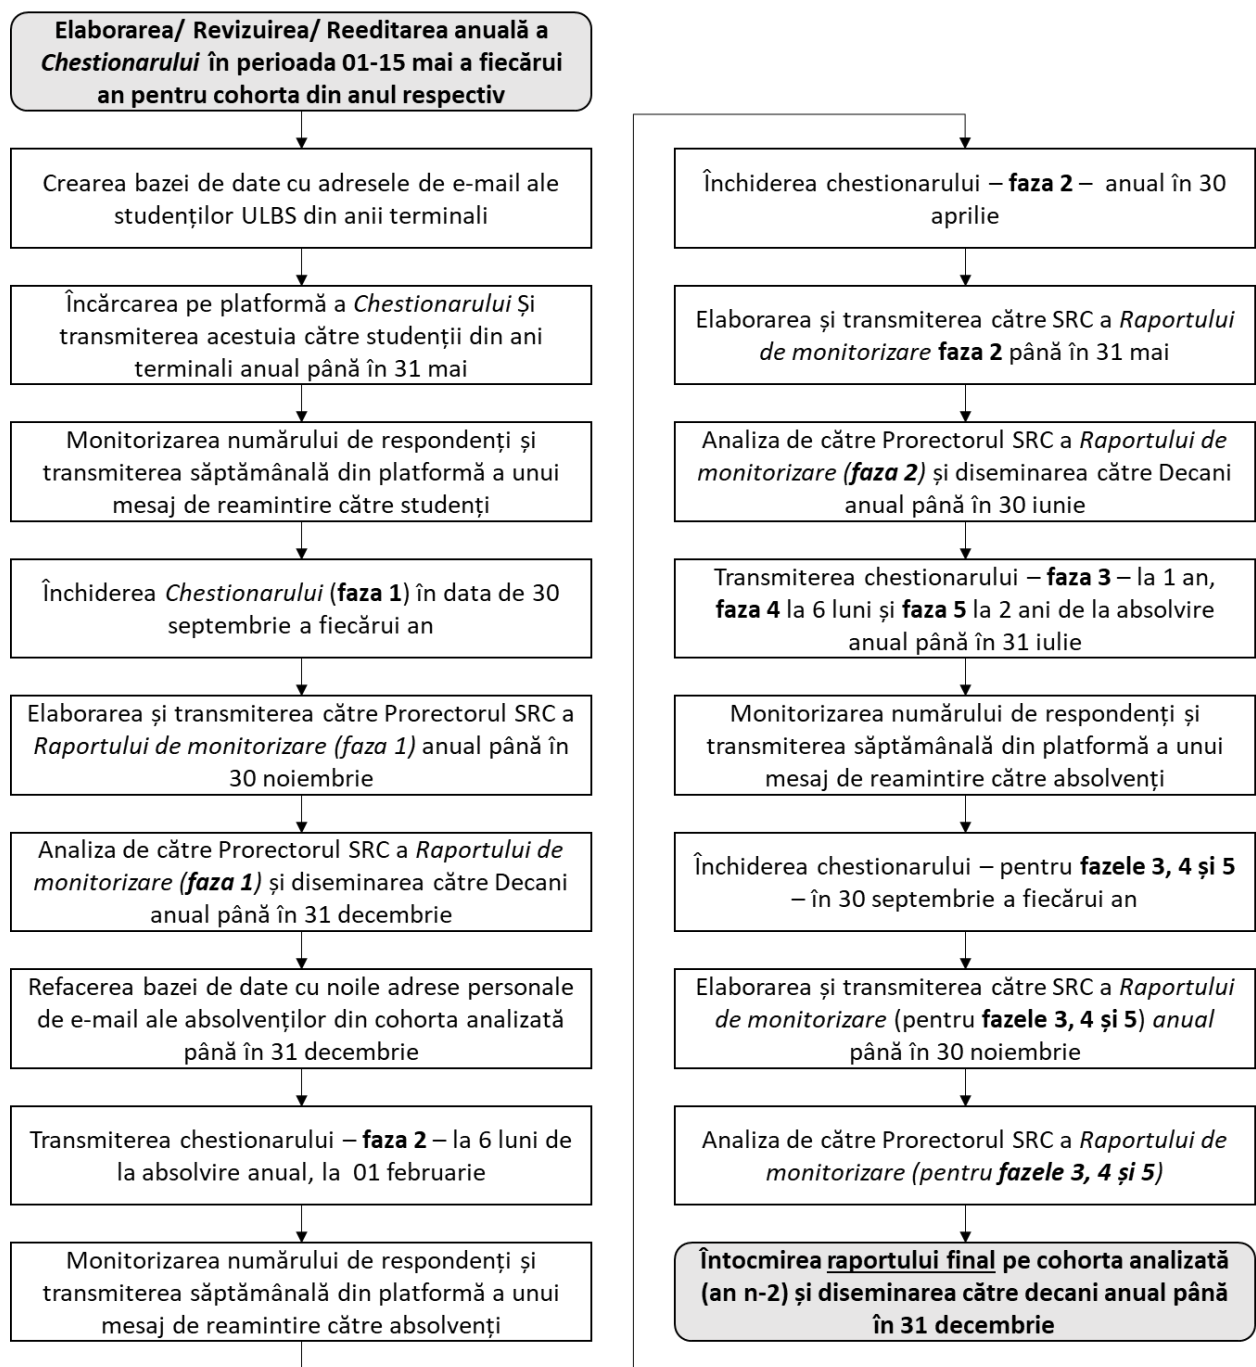 Elaborarea/ Revizuirea/ Reeditarea anuală a
Chestionarului în perioada 01-15 mai a fiecărui
an pentru cohorta din anul respectiv
Crearea bazei de date cu adresele de e-mail ale
studenților ULBS din anii terminali
Încărcarea pe platformă a Chestionarului Și
transmiterea acestuia către studenții din ani
terminali anual până în 31 mai
Monitorizarea numărului de respondenți și
transmiterea săptămânală din platformă a unui
mesaj de reamintire către studenți
Închiderea Chestionarului (faza 1) în data de 30
septembrie a fiecărui an
Elaborarea și transmiterea către Prorectorul SRC a
Raportului de monitorizare (faza 1) anual până în
30 noiembrie
Analiza de către Prorectorul SRC a Raportului de
monitorizare (faza 1) și diseminarea către Decani
anual până în 31 decembrie
Refacerea bazei de date cu noile adrese personale
de e-mail ale absolvenților din cohorta analizată
până în 31 decembrie
Transmiterea chestionarului – faza 2 – la 6 luni de
la absolvire anual, la 01 februarie
Monitorizarea numărului de respondenți și
transmiterea săptămânală din platformă a unui
mesaj de reamintire către absolvenți
Închiderea chestionarului – faza 2 – anual în 30
aprilie
Elaborarea și transmiterea către SRC a Raportului
de monitorizare faza 2 până în 31 mai
Analiza de către Prorectorul SRC a Raportului de
monitorizare (faza 2) și diseminarea către Decani
anual până în 30 iunie
Transmiterea chestionarului – faza 3 – la 1 an,
faza 4 la 6 luni și faza 5 la 2 ani de la absolvire
anual până în 31 iulie
Monitorizarea numărului de respondenți și
transmiterea săptămânală din platformă a unui
mesaj de reamintire către absolvenți
Închiderea chestionarului – pentru fazele 3, 4 și 5
– în 30 septembrie a fiecărui an
Elaborarea și transmiterea către SRC a Raportului
de monitorizare (pentru fazele 3, 4 și 5) anual
până în 30 noiembrie
Analiza de către Prorectorul SRC a Raportului de
monitorizare (pentru fazele 3, 4 și 5)
Întocmirea raportului final pe cohorta analizată
(an n-2) și diseminarea către decani anual până
în 31 decembrie